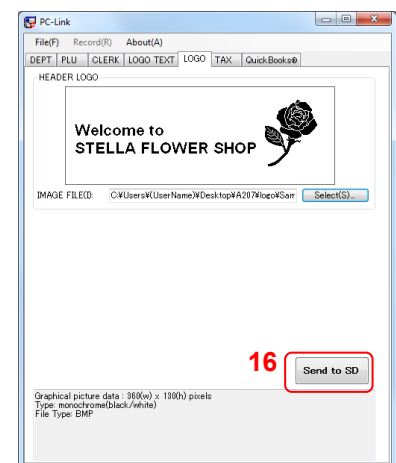 PC-Link
File(F) Record(R) About(A)
DEPT PLU CLERK LOGO TEXT LOGO TAX QuickBooks®
HEADER LOGO
Welcome to
STELLA FLOWER SHOP
IMAGE FILE(I): C:¥Users¥(UserName)¥Desktop¥A207¥logo¥Sam Select(S)...
16
Send to SD
Graphical picture data : 360(w) x 130(h) pixels
Type: monochrome(black/white)
File Type: BMP